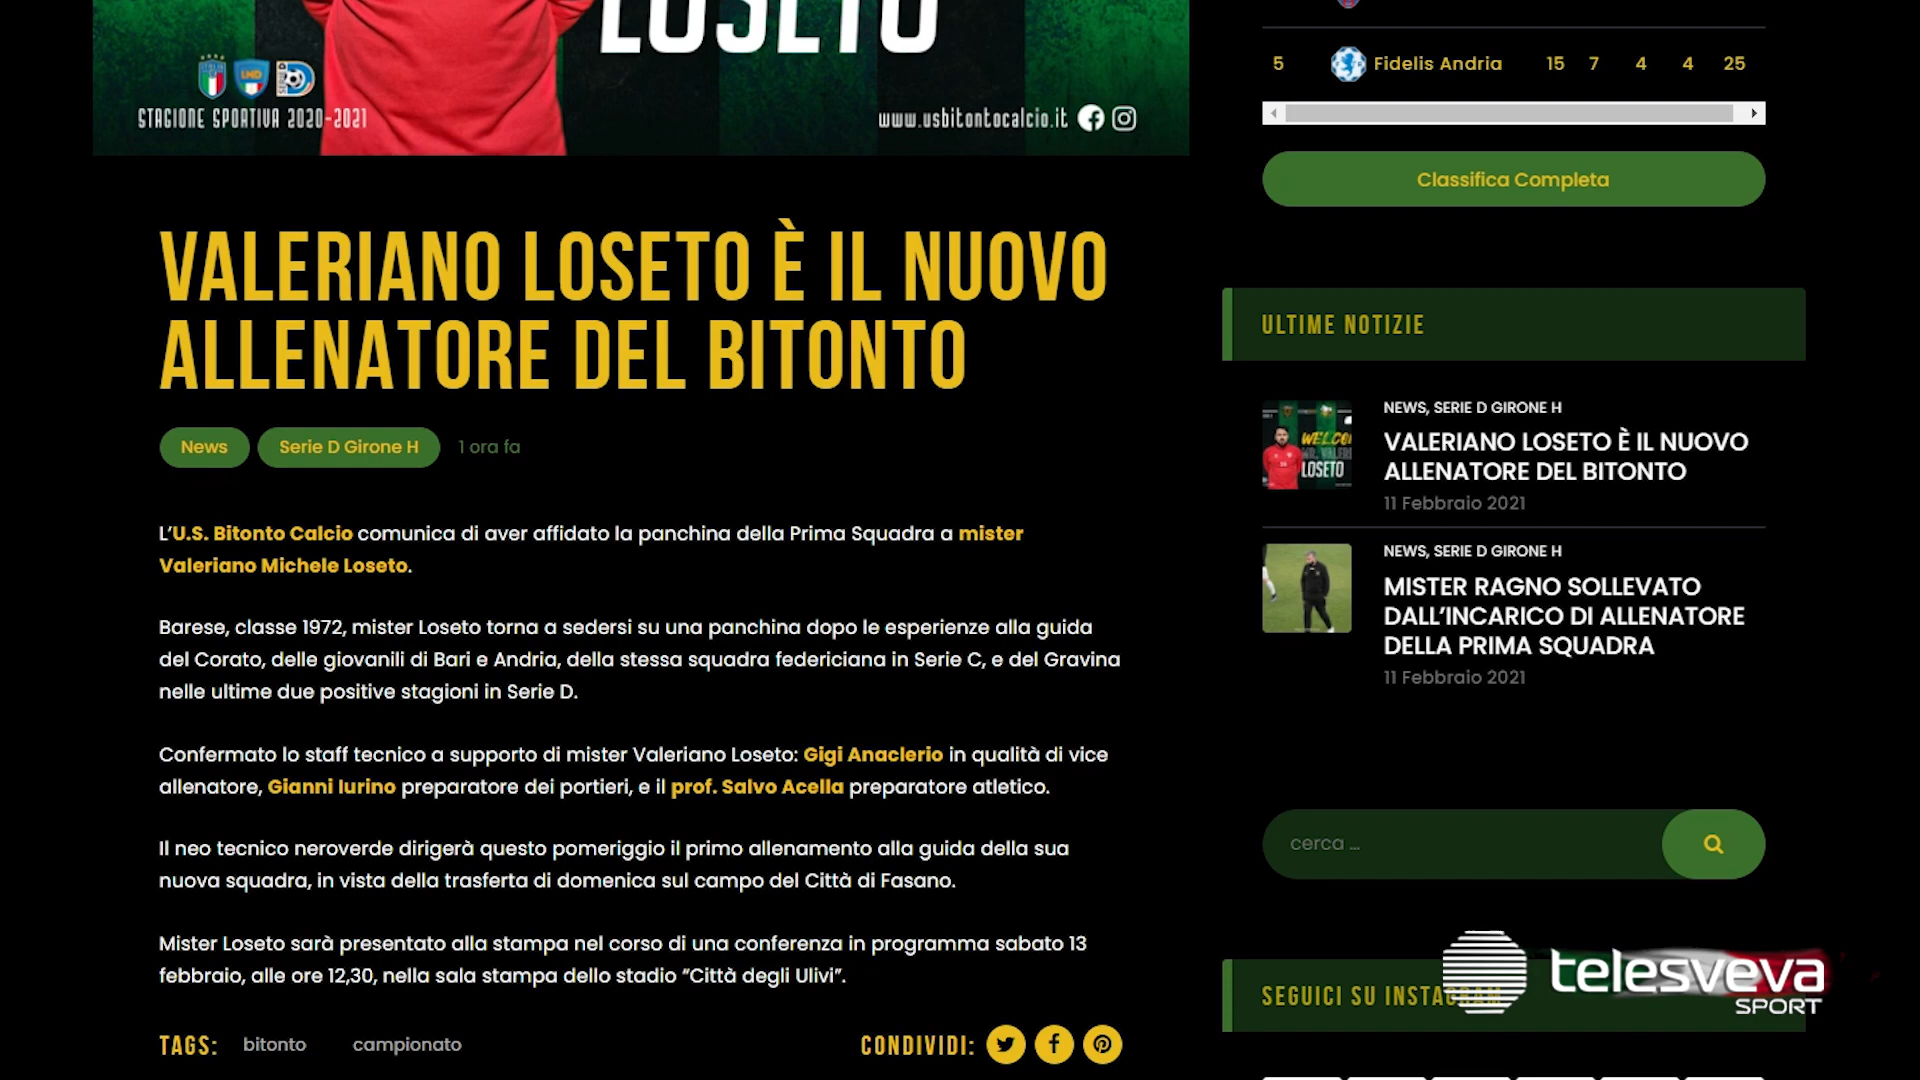 LOSETO
STAGIONE SPORTIVA 2020-2021
www.usbitontocalcio.it
VALERIANO LOSETO È IL NUOVO
ALLENATORE DEL BITONTO
News
Serie D Girone H
1 ora fa
L’U.S. Bitonto Calcio comunica di aver affidato la panchina della Prima Squadra a mister
Valeriano Michele Loseto.
Barese, classe 1972, mister Loseto torna a sedersi su una panchina dopo le esperienze alla guida
del Corato, delle giovanili di Bari e Andria, della stessa squadra federiciana in Serie C, e del Gravina
nelle ultime due positive stagioni in Serie D.
Confermato lo staff tecnico a supporto di mister Valeriano Loseto: Gigi Anaclerio in qualità di vice
allenatore, Gianni Iurino preparatore dei portieri, e il prof. Salvo Acella preparatore atletico.
Il neo tecnico neroverde dirigerà questo pomeriggio il primo allenamento alla guida della sua
nuova squadra, in vista della trasferta di domenica sul campo del Città di Fasano.
Mister Loseto sarà presentato alla stampa nel corso di una conferenza in programma sabato 13
febbraio, alle ore 12,30, nella sala stampa dello stadio “Città degli Ulivi”.
TAGS: bitonto campionato
CONDIVIDI:
5 Fidelis Andria 15 7 4 4 25
Classifica Completa
ULTIME NOTIZIE
NEWS, SERIE D GIRONE H
VALERIANO LOSETO È IL NUOVO
ALLENATORE DEL BITONTO
11 Febbraio 2021
NEWS, SERIE D GIRONE H
MISTER RAGNO SOLLEVATO
DALL’INCARICO DI ALLENATORE
DELLA PRIMA SQUADRA
11 Febbraio 2021
cerca ...
SEGUICI SU INSTAGRAM
telesveva
SPORT